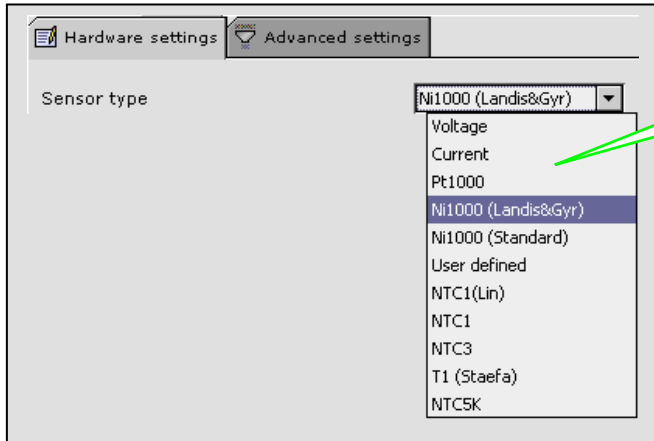 Hardware settings Advanced settings
Sensor type Ni1000 (Landis&Gyr)
Voltage
Current
Pt1000
Ni1000 (Landis&Gyr)
Ni1000 (Standard)
User defined
NTC1(Lin)
NTC1
NTC3
T1 (Staefa)
NTC5K